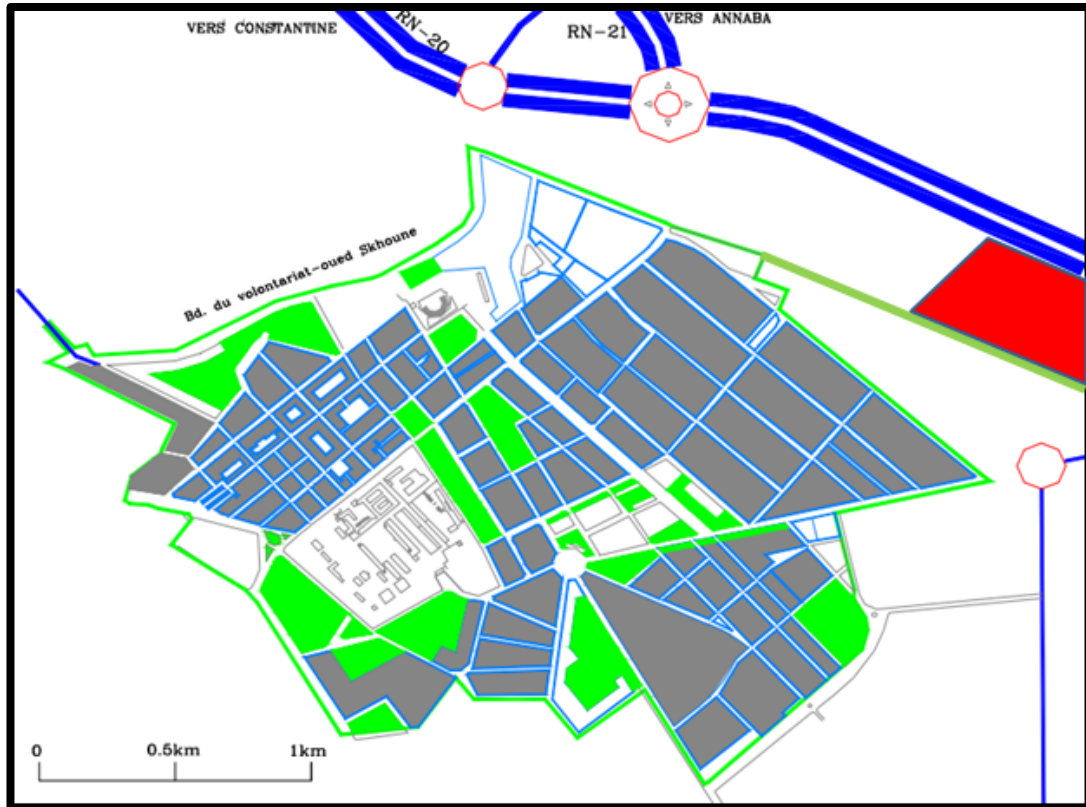 VERS CONSTANTINE
RN-20
RN-21
VERS ANNABA
Bd. du volontariat-oued Skhoune
0 0.5km 1km